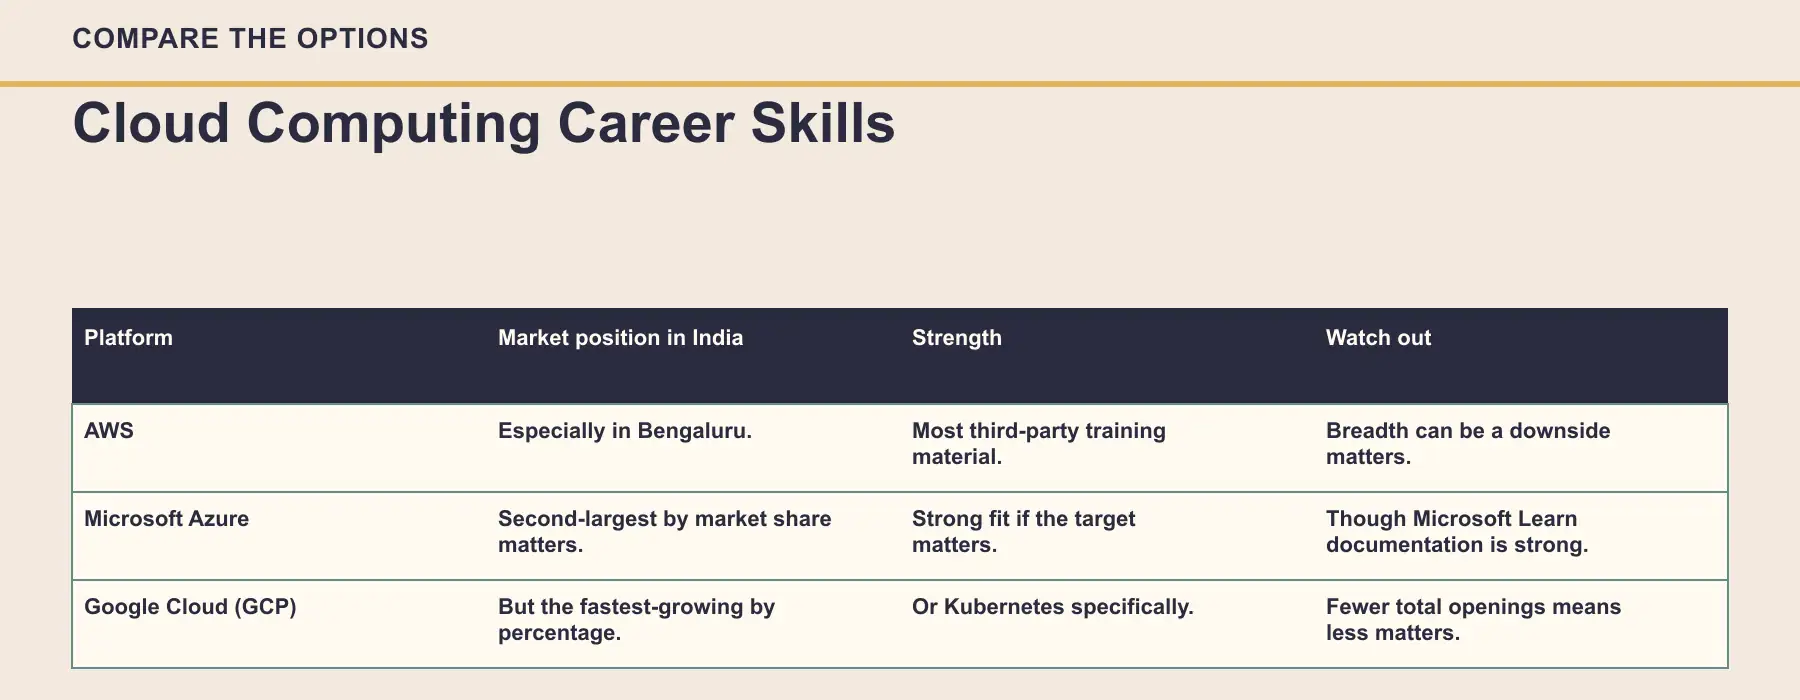 COMPARE THE OPTIONS
Cloud Computing Career Skills
Platform
Market position in India
Strength
Watch out
AWS
Especially in Bengaluru.
Most third-party training
material.
Breadth can be a downside
matters.
Microsoft Azure
Second-largest by market share
matters.
Strong fit if the target
matters.
Though Microsoft Learn
documentation is strong.
Google Cloud (GCP)
But the fastest-growing by
percentage.
Or Kubernetes specifically.
Fewer total openings means
less matters.